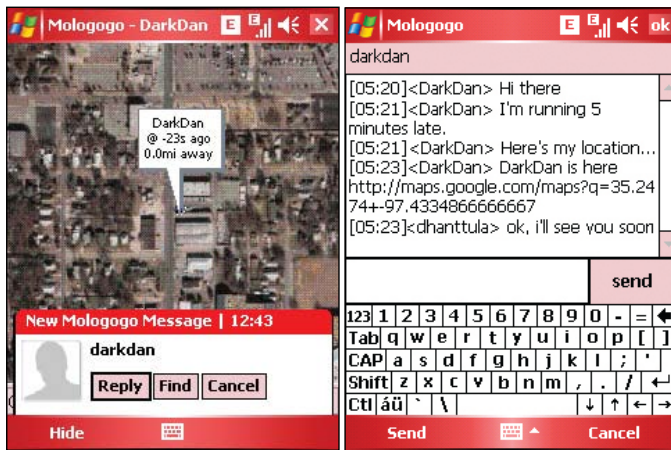 Mologogo - DarkDan
E
E
DarkDan
@ -23s ago
0.0mi away
New Mologogo Message | 12:43
darkdan
Reply Find Cancel
Hide
Mologogo
E
E
ok
darkdan
[05:20]<DarkDan> Hi there
[05:21]<DarkDan> I'm running 5
minutes late.
[05:21]<DarkDan> Here's my location...
[05:23]<DarkDan> DarkDan is here
http://maps.google.com/maps?q=35.24
74+-97.4334866666667
[05:23]<dhanttula> ok, i'll see you soon
send
123 1 2 3 4 5 6 7 8 9 0 - =
Tab q w e r t y u i o p [ ]
CAP a s d f g h j k l ; '
Shift z x c v b n m , . /
Ctl áü ` \
Send
Cancel